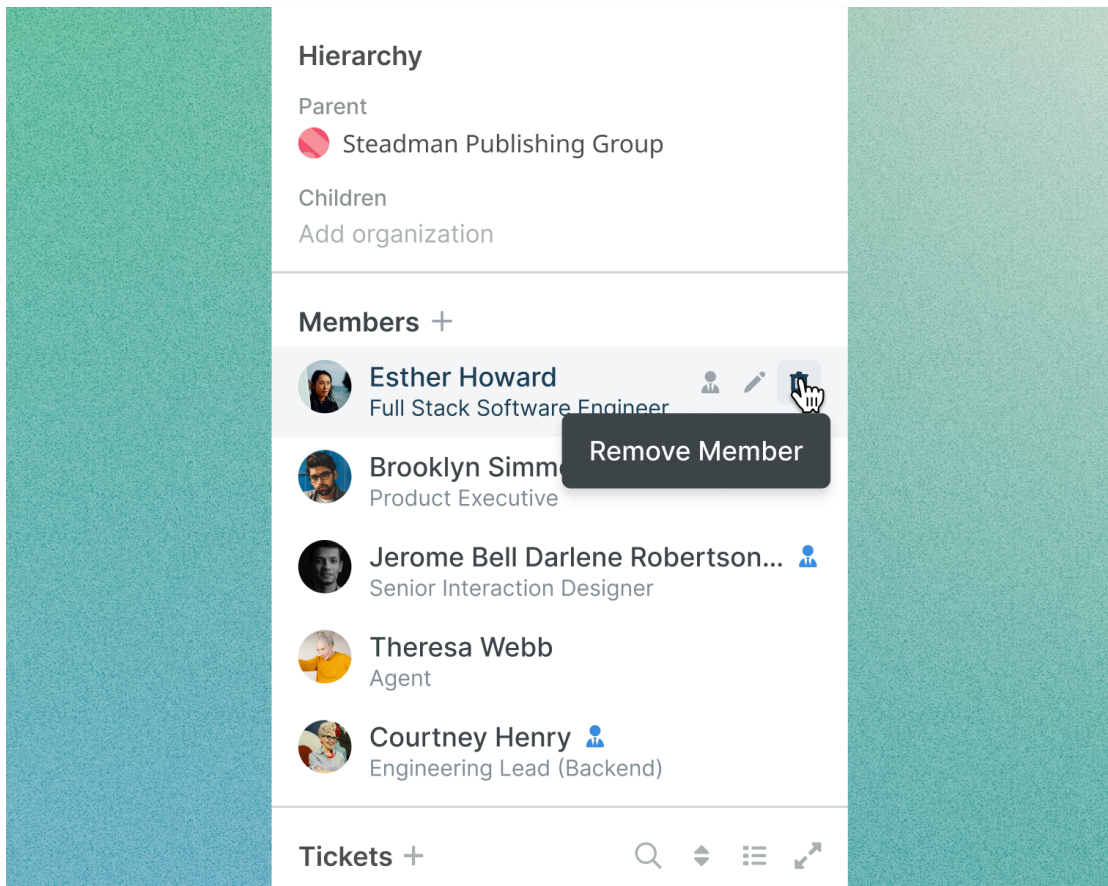 Hierarchy
Parent
Steadman Publishing Group
Children
Add organization
Members
Esther Howard
Full Stack Software Engineer
Remove Member
Brooklyn
Product Executive
Jerome Bell Darlene Robertson...
Senior Interaction Designer
Theresa Webb
Agent
Courtney Henry
Engineering Lead (Backend)
Tickets